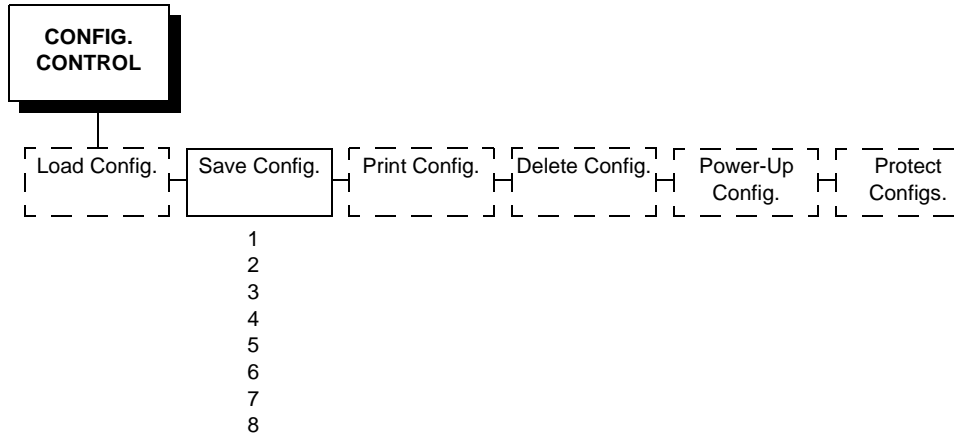 CONFIG.
CONTROL
Load Config.
Save Config.
Print Config.
Delete Config.
Power-Up
Config.
Protect
Configs.
1
2
3
4
5
6
7
8